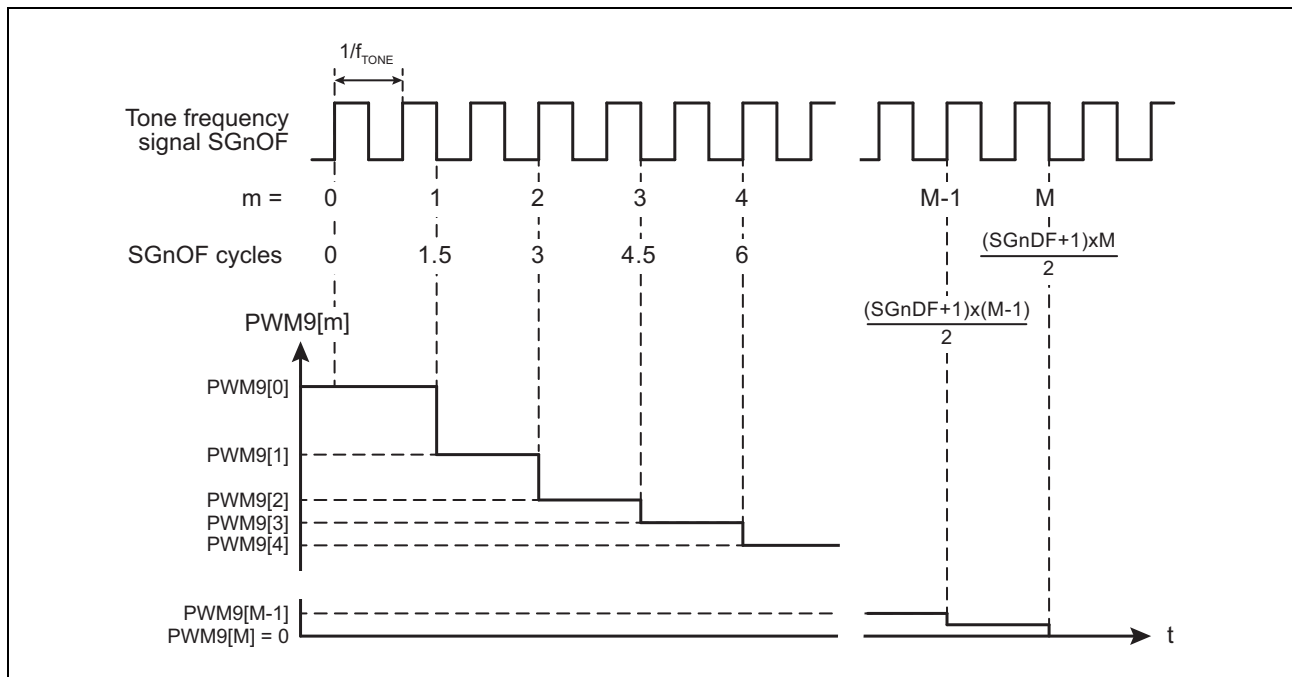 1/fTONE
Tone frequency
signal SGnOF
m = 0 1 2 3 4 M-1 M
SGnOF cycles 0 1.5 3 4.5 6
(SGnDF+1)xM
2
(SGnDF+1)x(M-1)
2
PWM9[m]
PWM9[0]
PWM9[1]
PWM9[2]
PWM9[3]
PWM9[4]
PWM9[M-1]
PWM9[M] = 0
t